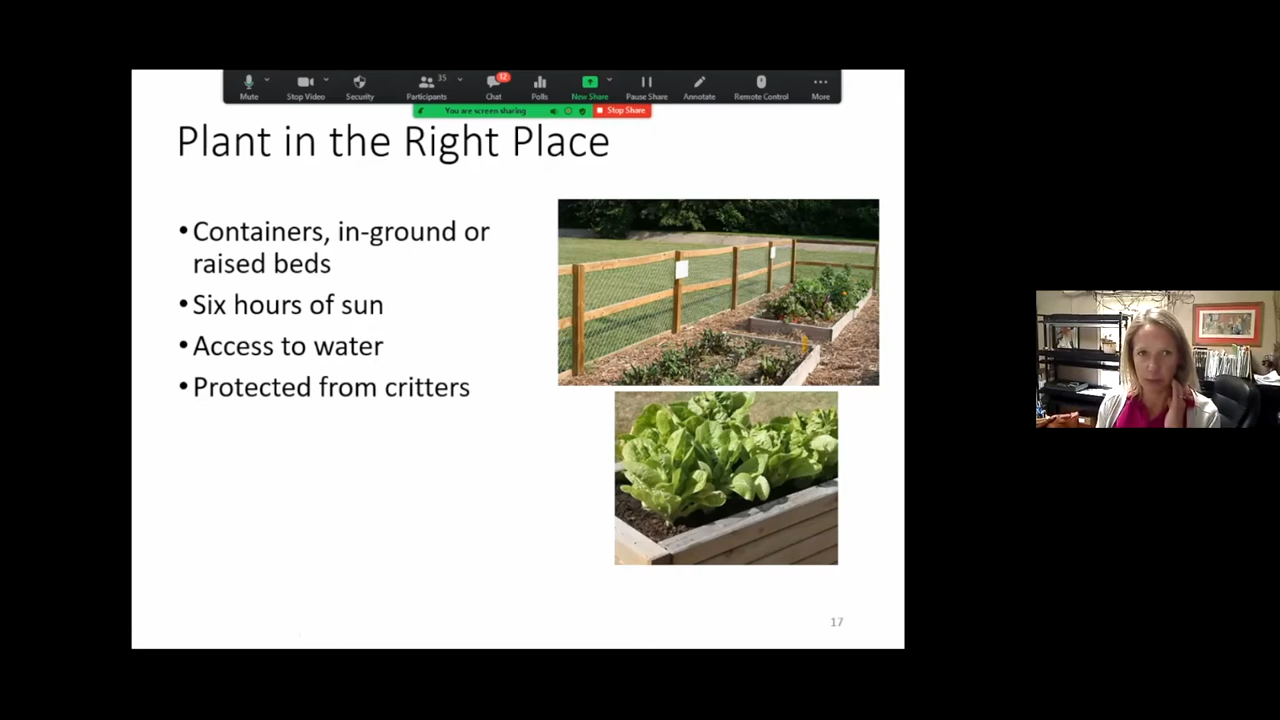 35
12
Mute
Stop Video
Security
Participants
Chat
Polls
New Share
Pause Share
Annotate
Remote Control
More
You are screen sharing
Stop Share
Plant in the Right Place
•Containers, in-ground or
raised beds
•Six hours of sun
•Access to water
•Protected from critters
17